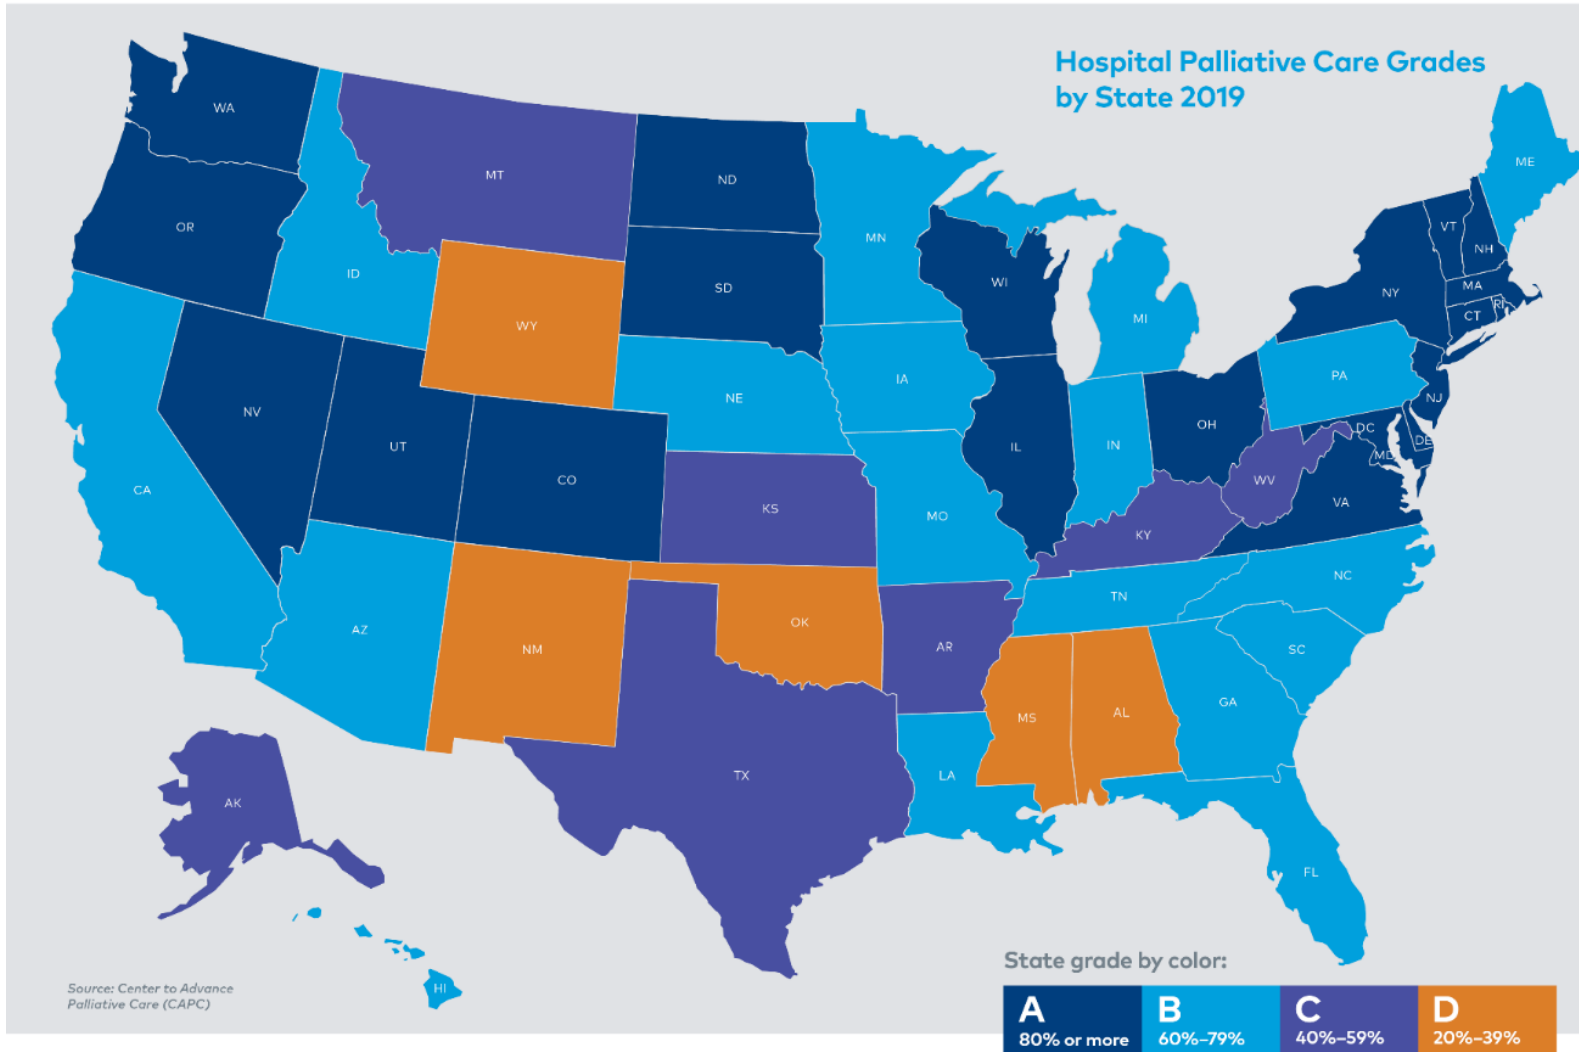 Hospital Palliative Care Grades
by State 2019
WA
MT
ND
ME
OR
ID
MN
VT
NH
WI
SD
NY
MA
RI
CT
WY
MI
IA
PA
NE
NJ
NV
UT
OH
DC
DE
IL
IN
MD
CA
CO
WV
VA
KS
MO
KY
NC
TN
AZ
OK
NM
AR
SC
GA
MS
AL
TX
LA
AK
FL
HI
Source: Center to Advance
Palliative Care (CAPC)
State grade by color:
A B C D
80% or more 60%–79% 40%–59% 20%–39%